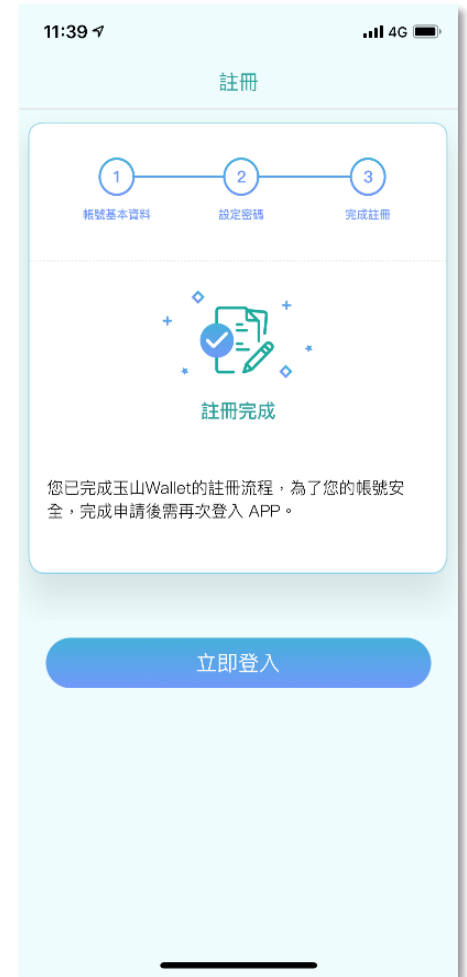 11:39
4G
註冊
1
2
3
帳號基本資料
設定密碼
完成註冊
註冊完成
您已完成玉山Wallet的註冊流程，為了您的帳號安
全，完成申請後需再次登入 APP。
立即登入